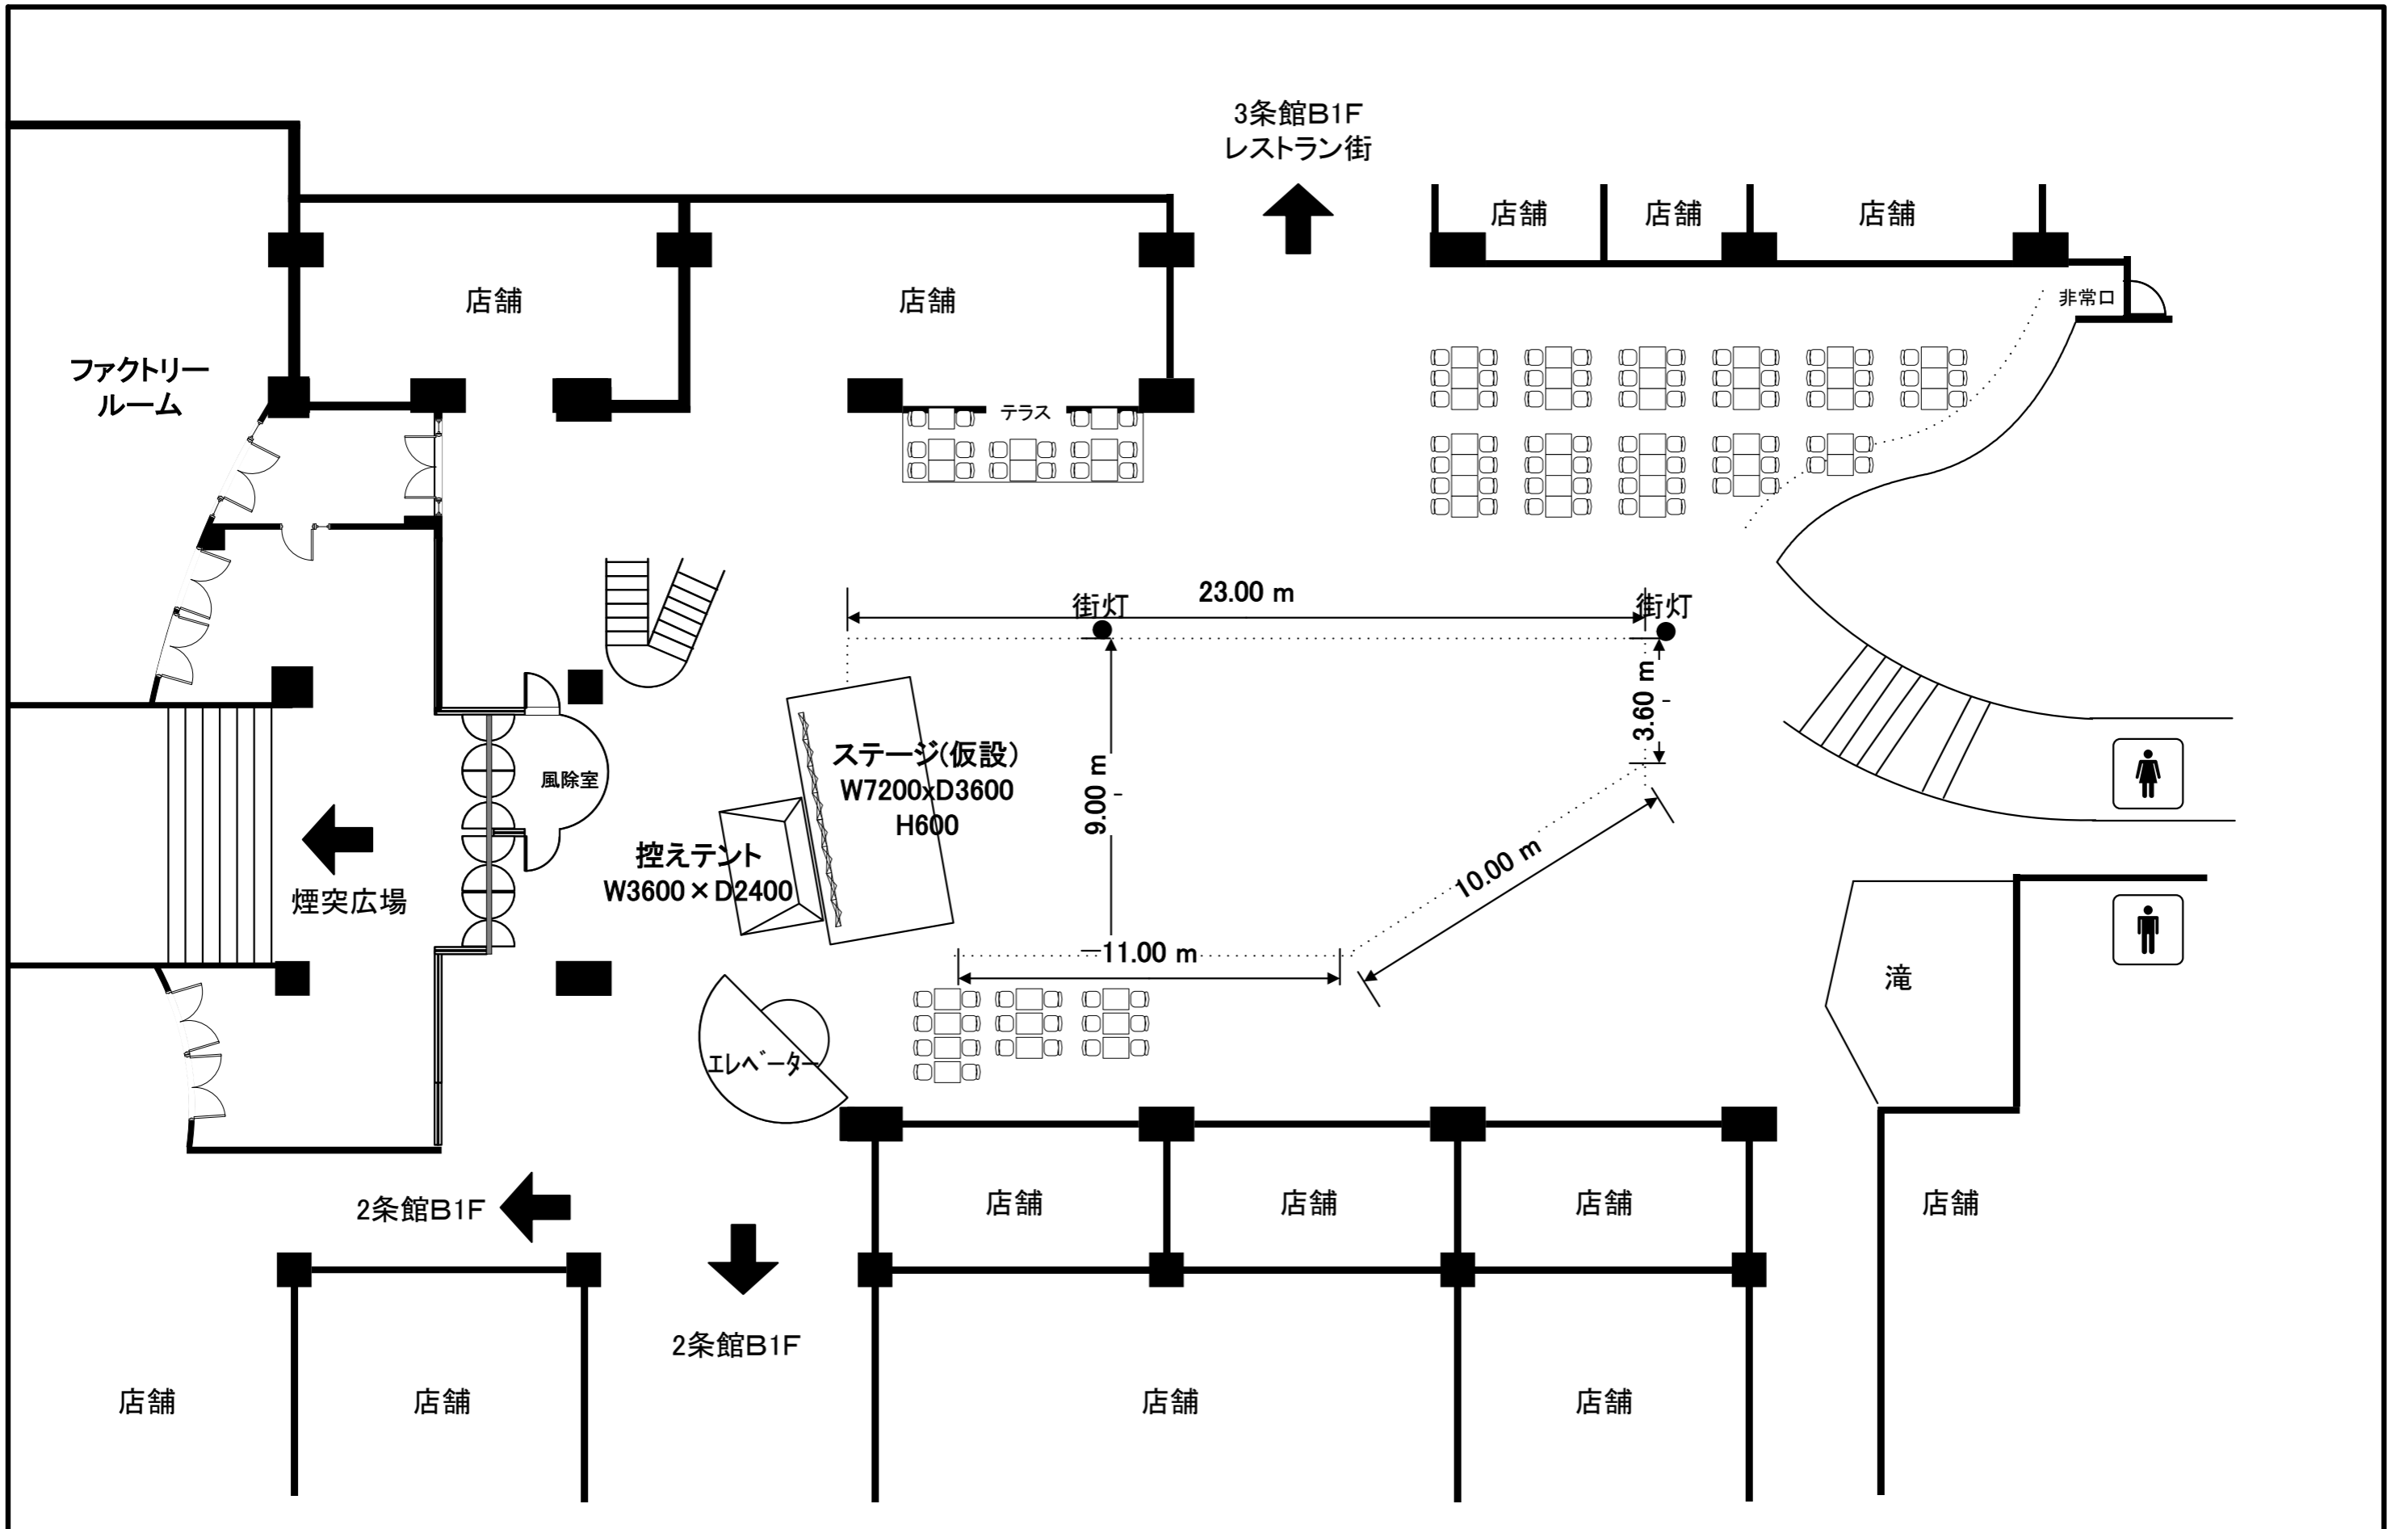 3条館B1F
レストラン街
店舗
店舗
店舗
非常口
店舗
店舗
ファクトリー
ルーム
テラス
23.00 m
街灯
街灯
3.60 m
ステージ(仮設)
W7200xD3600
H600
9.00 m
風除室
控えテント
W3600×D2400
10.00 m
煙突広場
11.00 m
滝
エレベーター
2条館B1F
店舗
店舗
店舗
店舗
2条館B1F
店舗
店舗
店舗
店舗